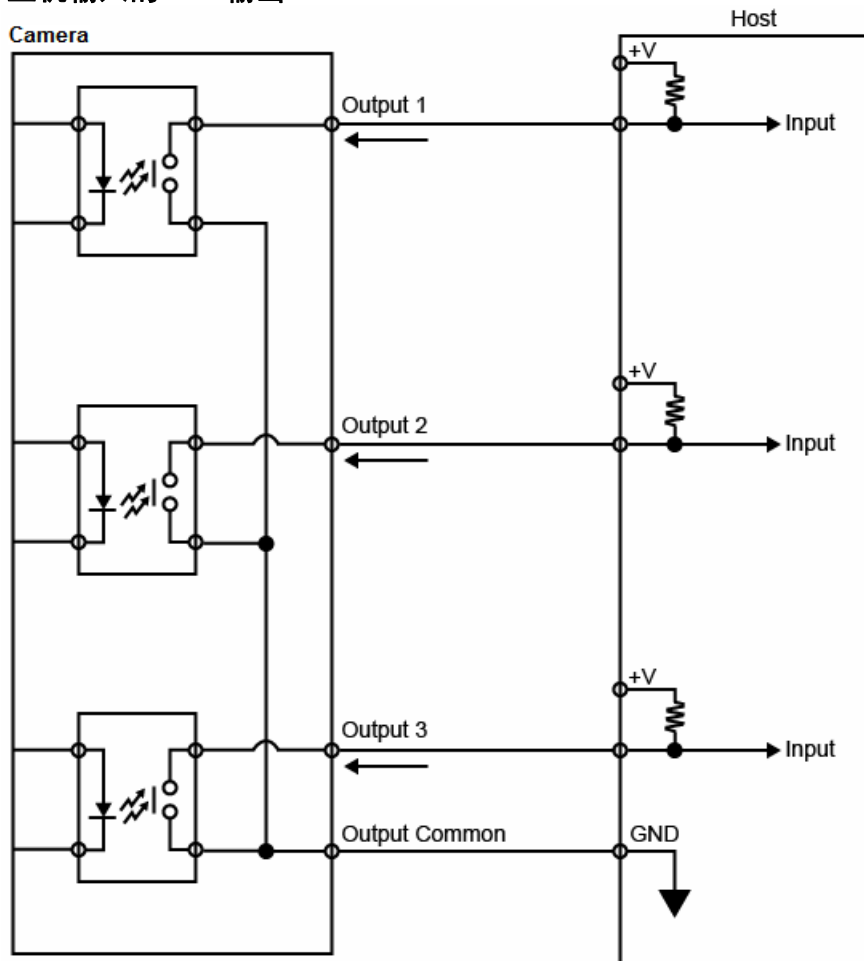 Camera
Host
+V
Output 1
Input
+V
Output 2
Input
+V
Output 3
Input
Output Common
GND